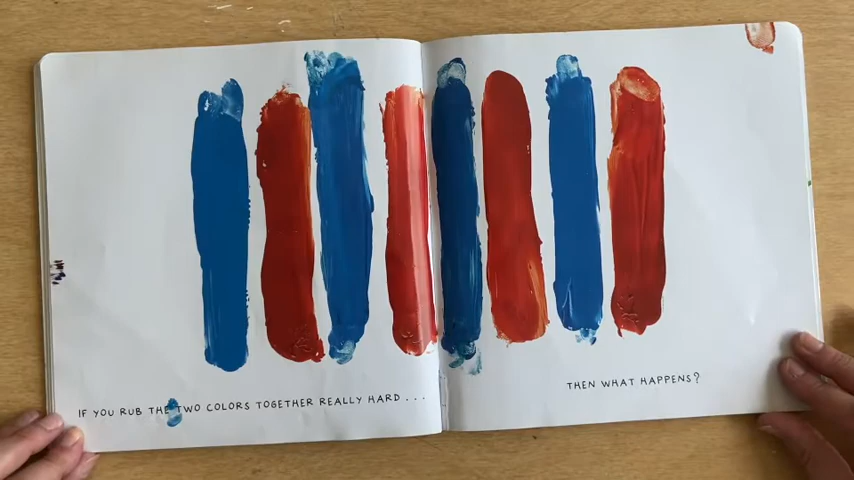 IF YOU RUB THE TWO COLORS TOGETHER REALLY HARD . . .
THEN WHAT HAPPENS?